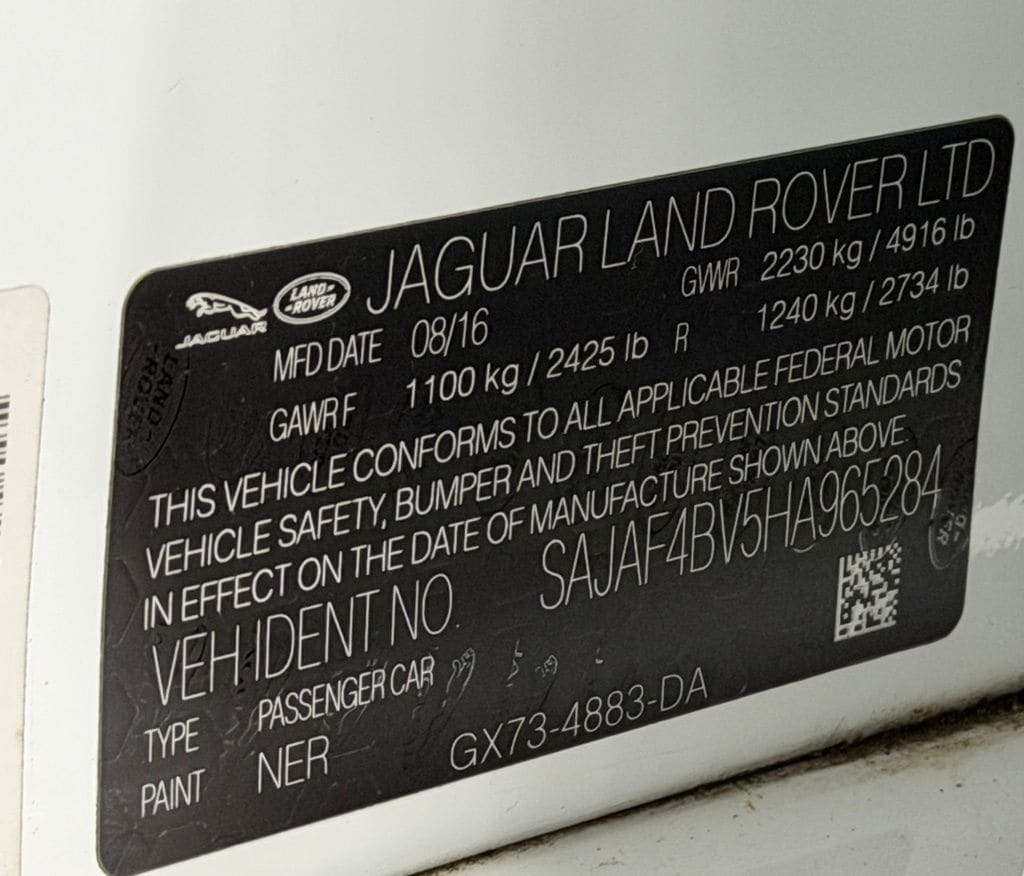 JAGUAR
LAND-
-ROVER
JAGUAR LAND ROVER LTD
MFD DATE 08/16 GVWR 2230 kg / 4916 lb
GAWR F 1100 kg / 2425 lb R 1240 kg / 2734 lb
THIS VEHICLE CONFORMS TO ALL APPLICABLE FEDERAL MOTOR
VEHICLE SAFETY, BUMPER AND THEFT PREVENTION STANDARDS
IN EFFECT ON THE DATE OF MANUFACTURE SHOWN ABOVE
VEH IDENT NO. SAJAF4BV5HA965284
TYPE PASSENGER CAR
PAINT NER GX73-4883-DA